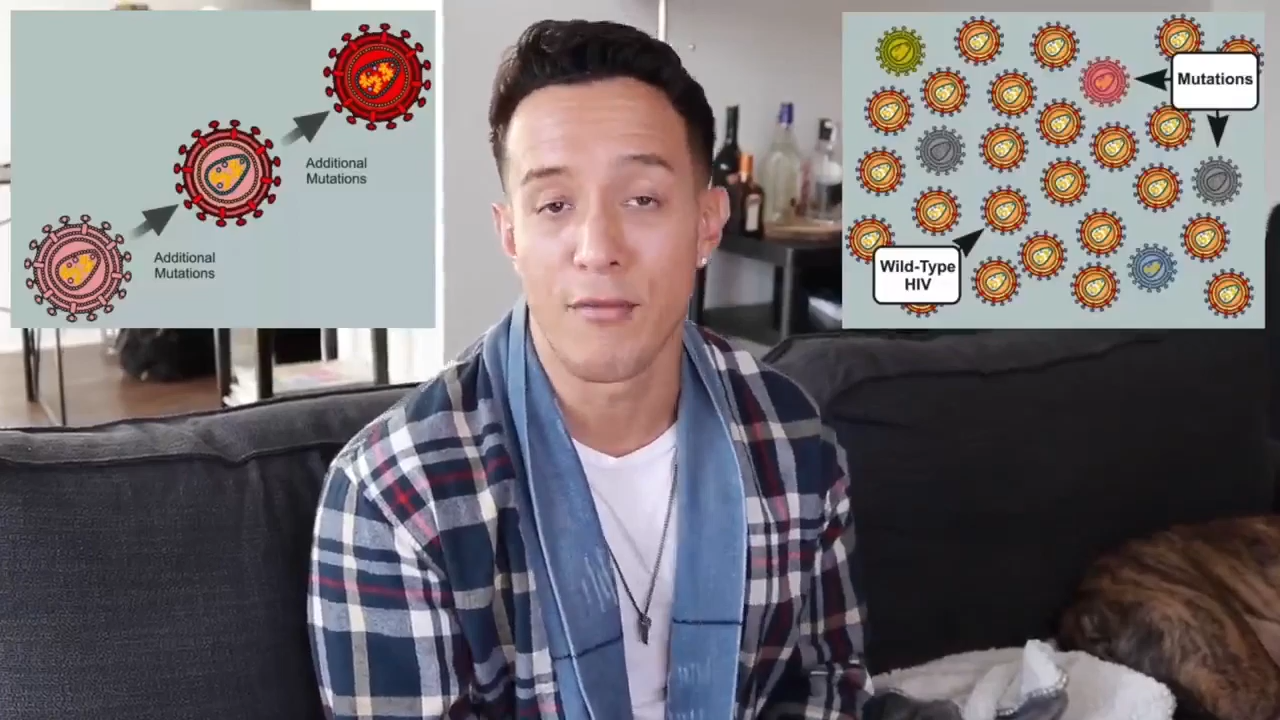 Additional
Mutations
Additional
Mutations
Mutations
Wild-Type
HIV